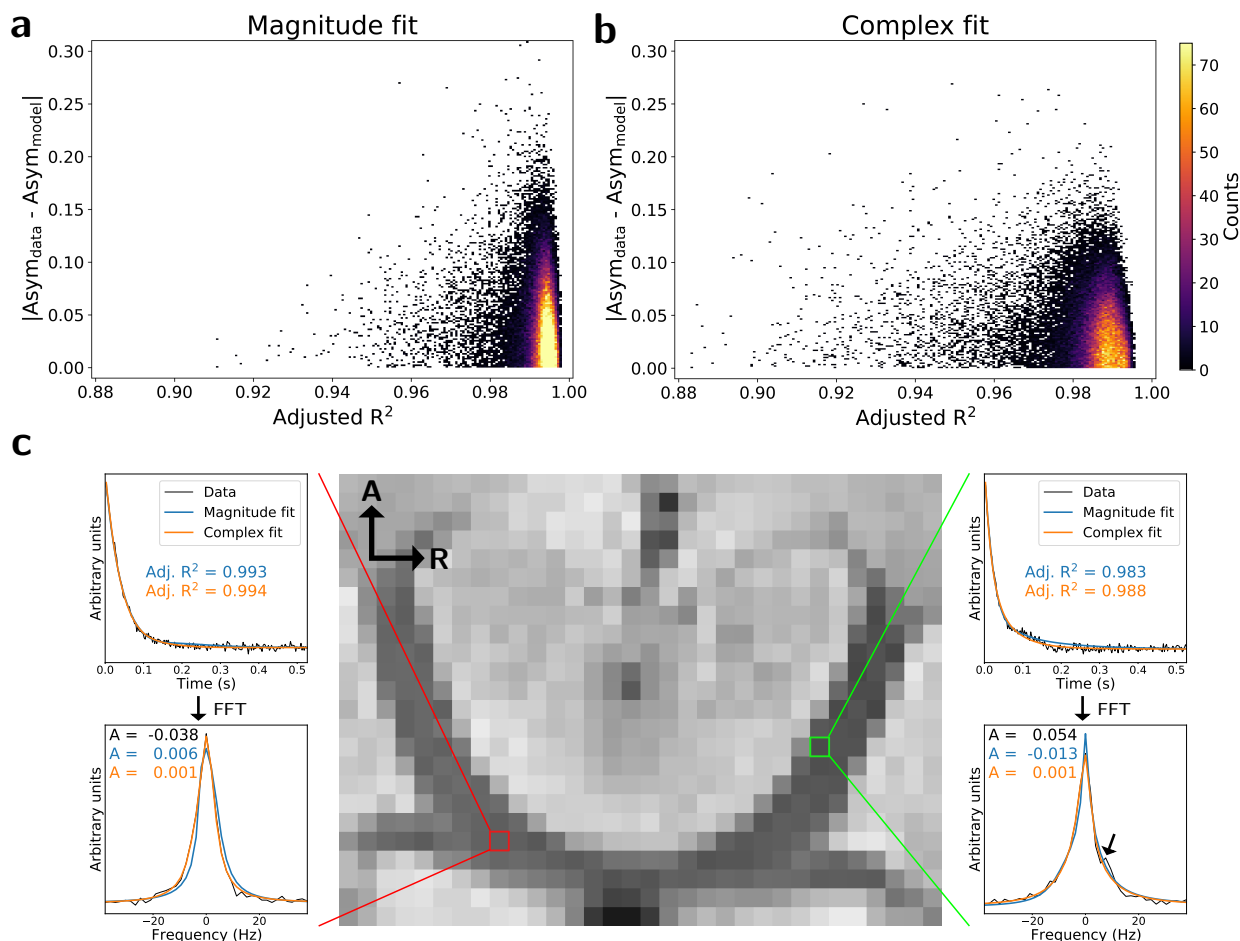 a
Magnitude fit
|Asym_data - Asym_model|
0.30
0.25
0.20
0.15
0.10
0.05
0.00
0.88 0.90 0.92 0.94 0.96 0.98 1.00
Adjusted R²
b
Complex fit
|Asym_data - Asym_model|
0.30
0.25
0.20
0.15
0.10
0.05
0.00
0.88 0.90 0.92 0.94 0.96 0.98 1.00
Adjusted R²
70
60
50
40
30
20
10
0
Counts
c
Arbitrary units
Data
Magnitude fit
Complex fit
Adj. R² = 0.993
Adj. R² = 0.994
0.0 0.1 0.2 0.3 0.4 0.5
Time (s)
FFT
Arbitrary units
A = -0.038
A = 0.006
A = 0.001
−20 0 20
Frequency (Hz)
A
R
Arbitrary units
Data
Magnitude fit
Complex fit
Adj. R² = 0.983
Adj. R² = 0.988
0.0 0.1 0.2 0.3 0.4 0.5
Time (s)
FFT
Arbitrary units
A = 0.054
A = -0.013
A = 0.001
−20 0 20
Frequency (Hz)